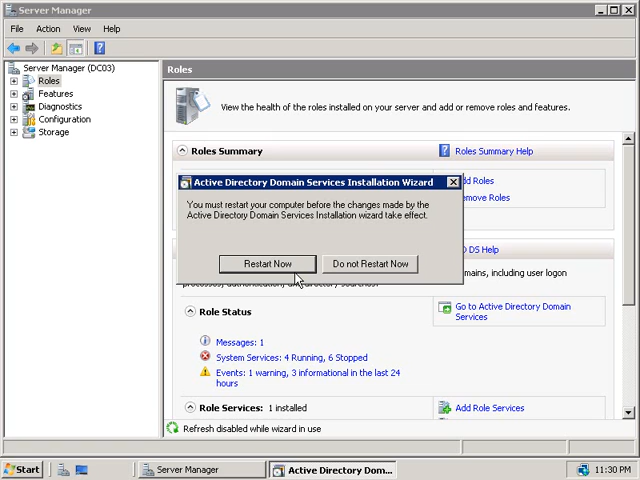 Server Manager
File Action View Help
Server Manager (DC03)
Roles
Features
Diagnostics
Configuration
Storage
Roles
View the health of the roles installed on your server and add or remove roles and features.
Roles Summary
Roles Summary Help
dd Roles
emove Roles
Active Directory Domain Services Installation Wizard
You must restart your computer before the changes made by the
Active Directory Domain Services Installation wizard take effect.
Restart Now
Do not Restart Now
DS Help
mains, including user logon
Role Status
Go to Active Directory Domain
Services
Messages: 1
System Services: 4 Running, 6 Stopped
Events: 1 warning, 3 informational in the last 24
hours
Role Services: 1 installed
Add Role Services
Refresh disabled while wizard in use
Start
Server Manager
Active Directory Dom...
11:30 PM